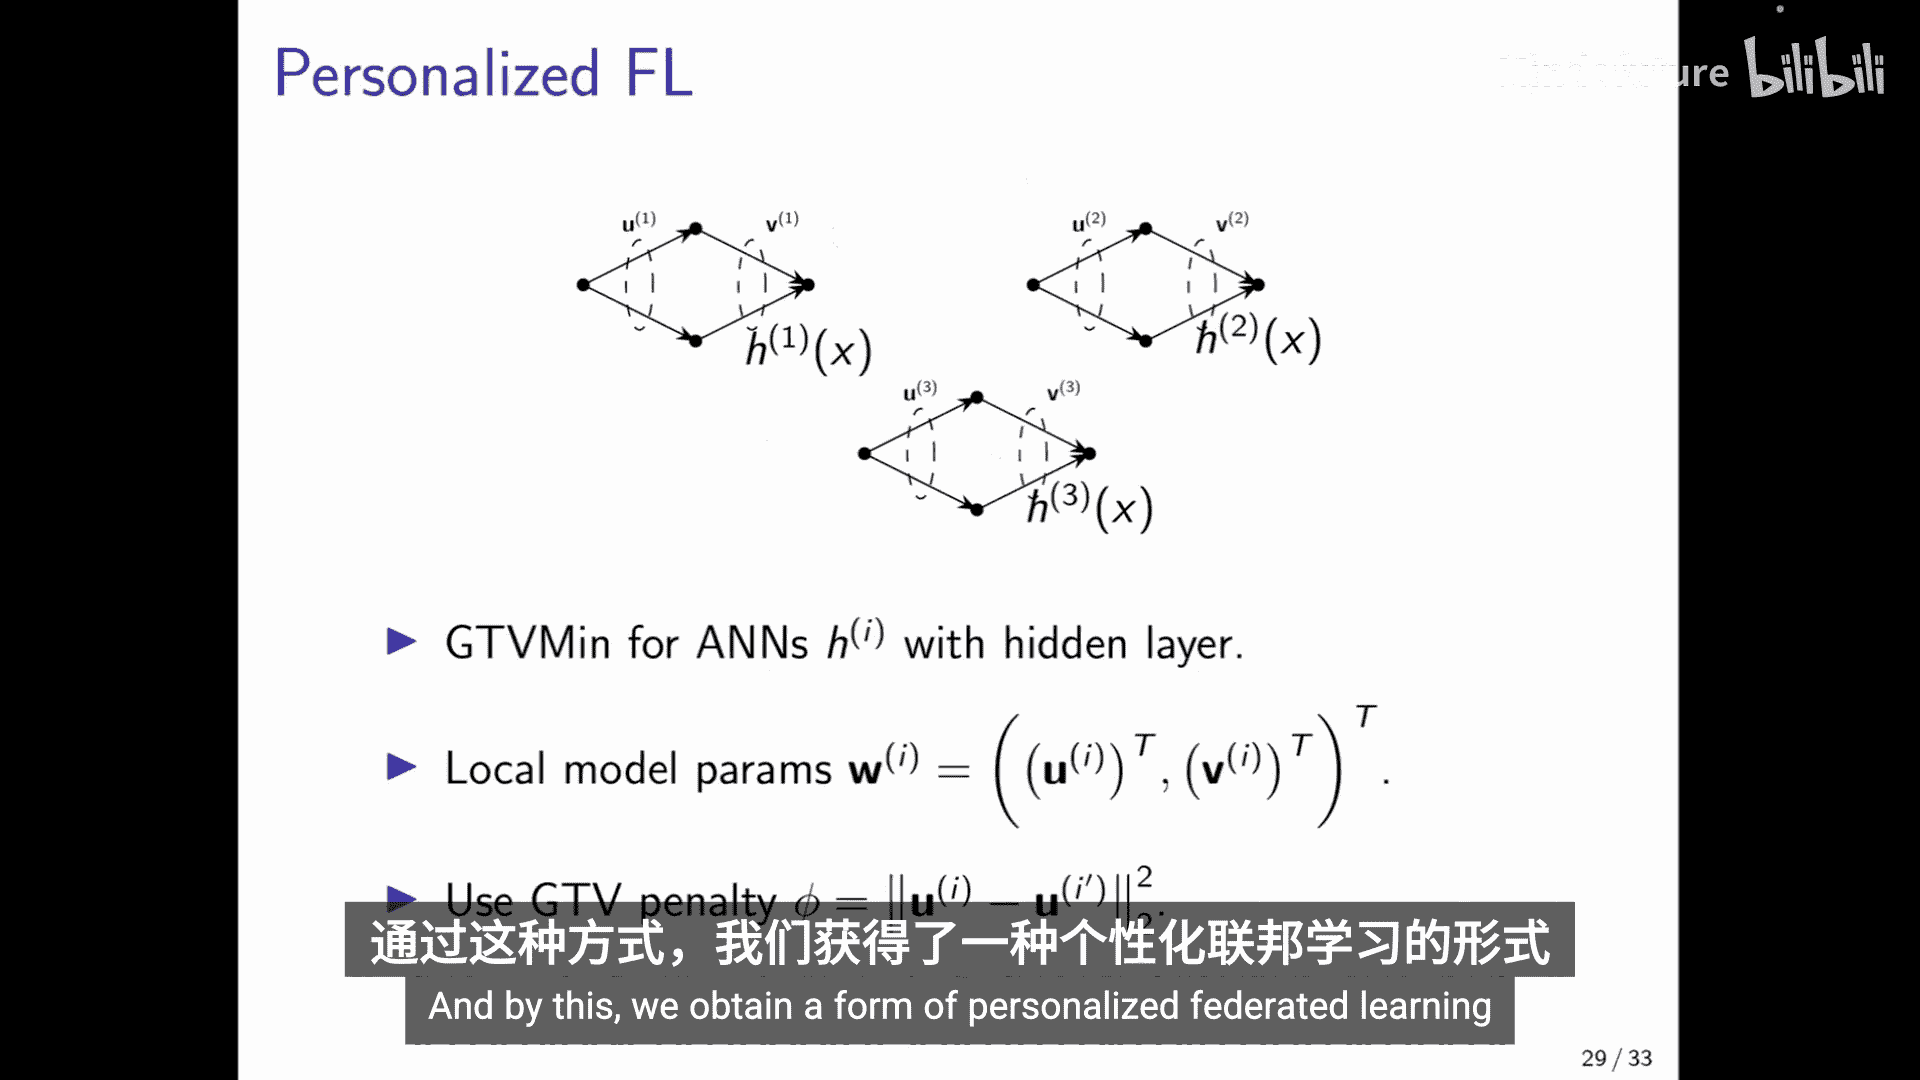 Personalized FL
bilibili
u^(1) v^(1)
h^(1)(x)
u^(2) v^(2)
h^(2)(x)
u^(3) v^(3)
h^(3)(x)
GTVMin for ANNs h^(i) with hidden layer.
Local model params w^(i) = ((u^(i))^T, (v^(i))^T)^T.
Use GTV penalty ϕ = ||u^(i) − u^(i′)||_2^2.
通过这种方式，我们获得了一种个性化联邦学习的形式
And by this, we obtain a form of personalized federated learning
29 / 33